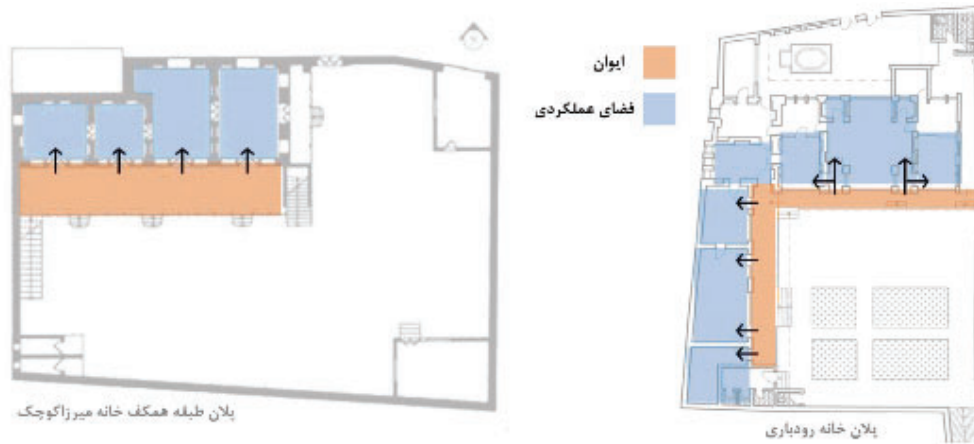 ایوان
فضای عملکردی
پلان طبقه همکف خانه میرزاکوچک
پلان خانه رودباری